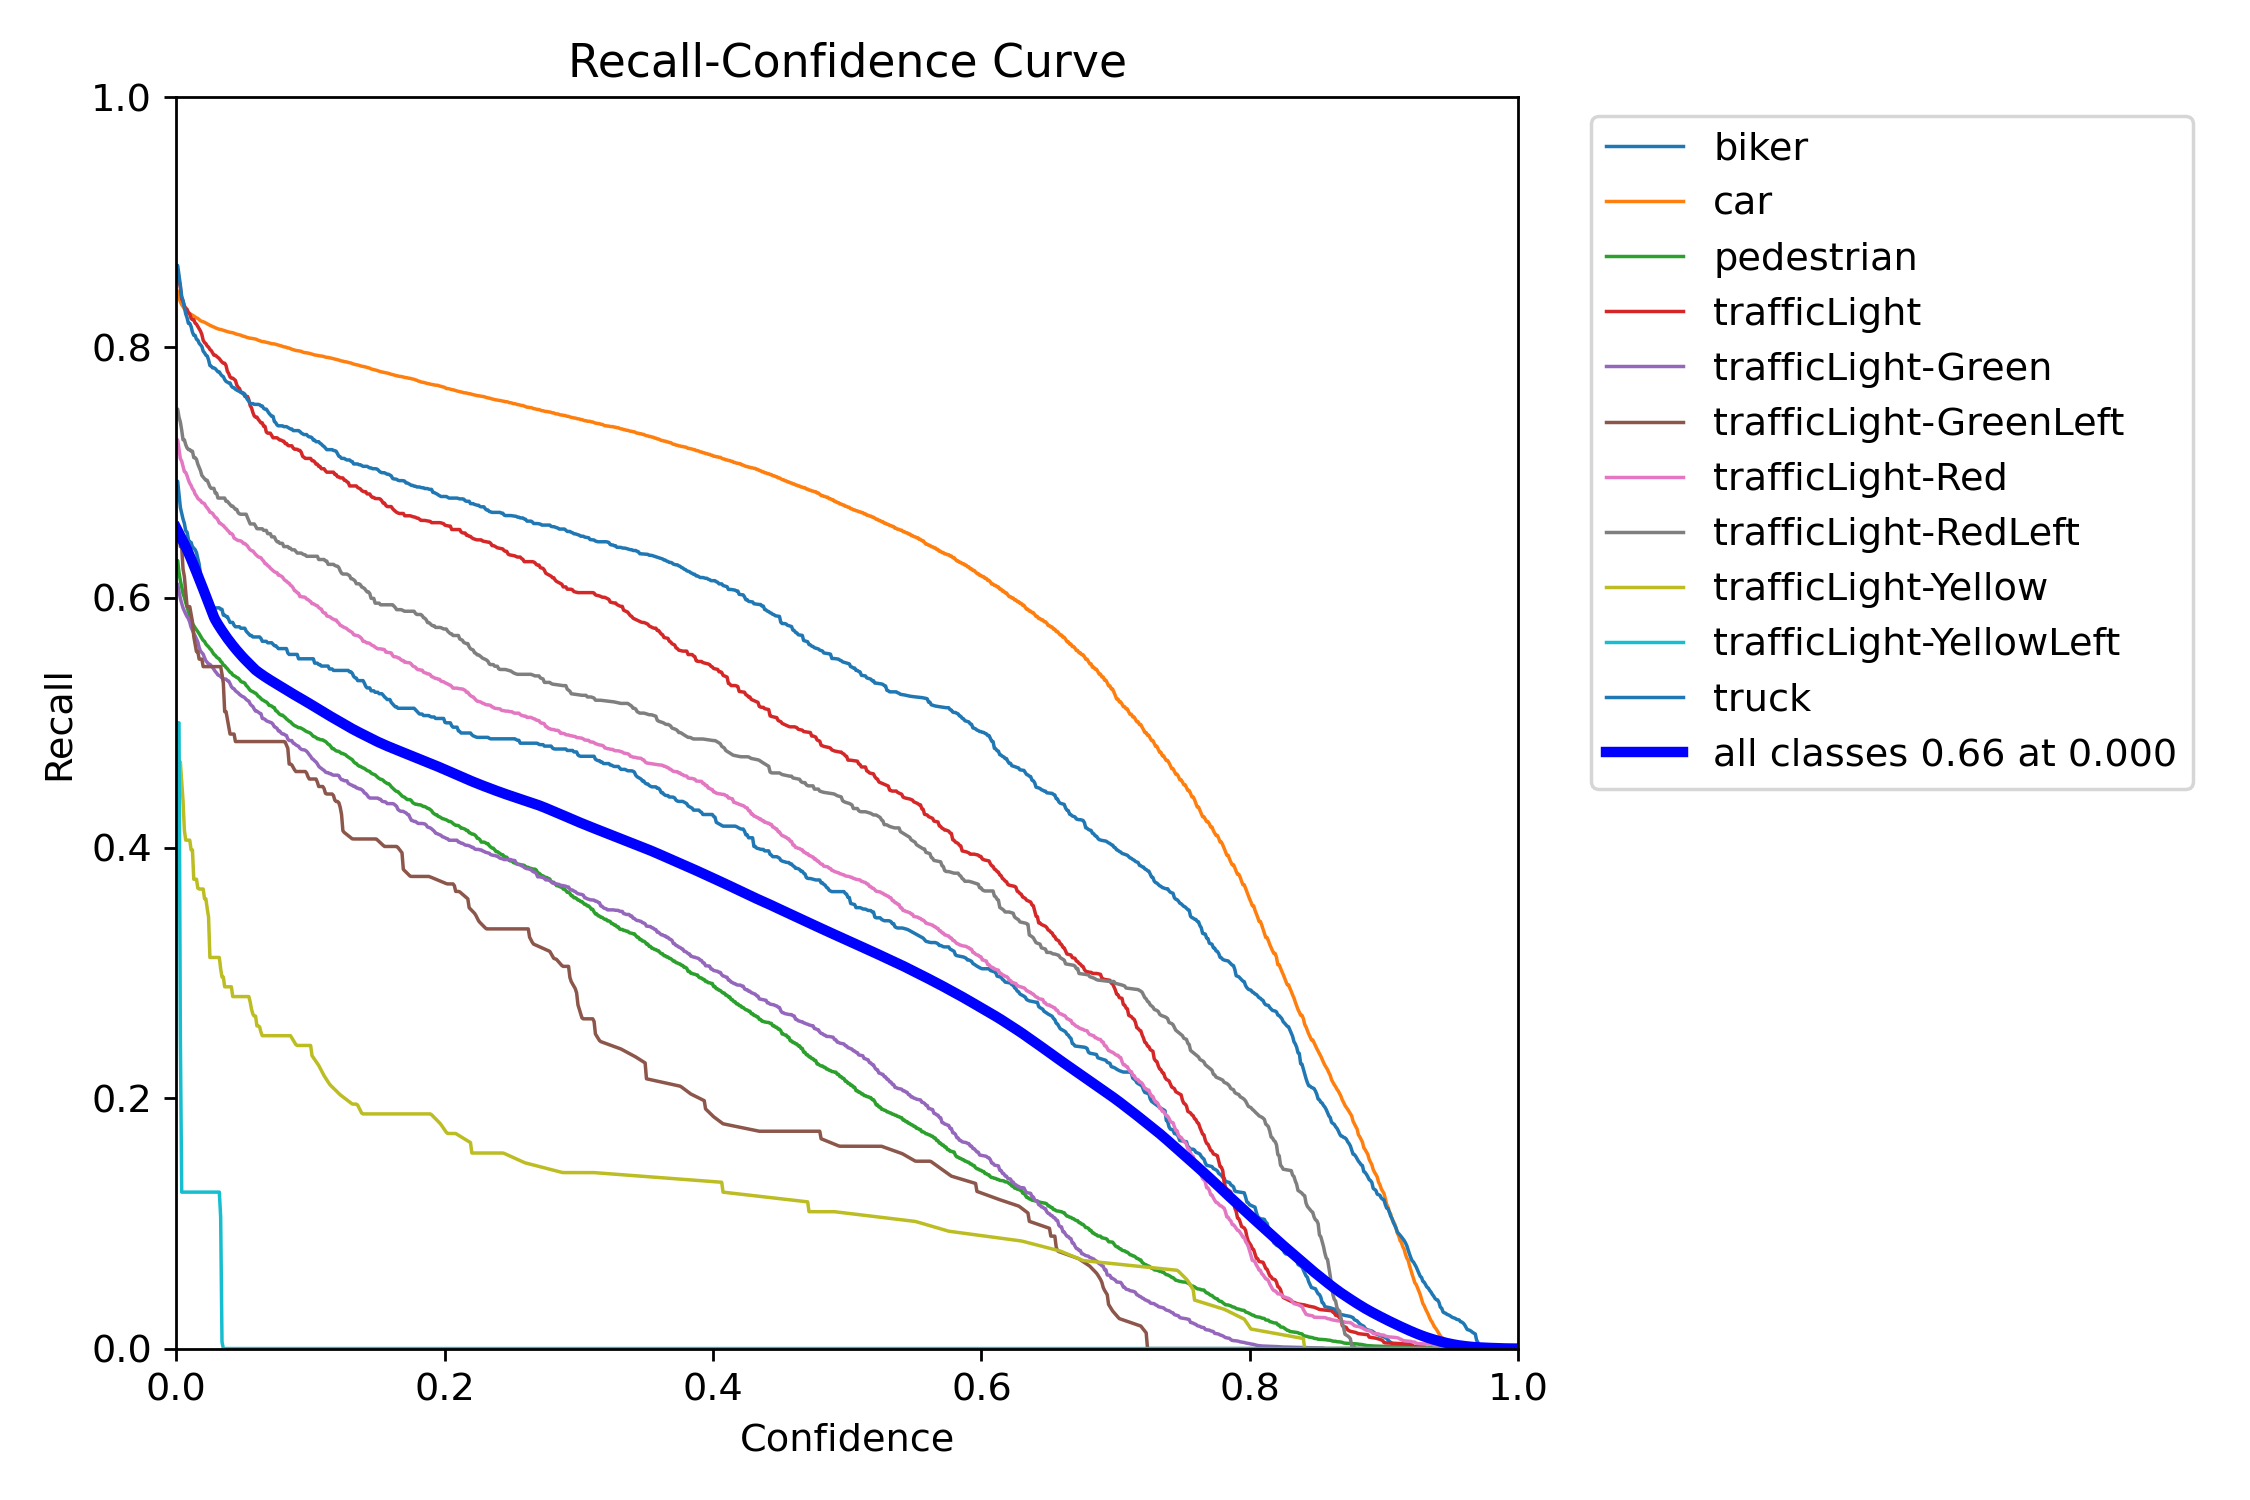 Recall-Confidence Curve
1.0
0.8
0.6
0.4
0.2
0.0
Recall
0.0 0.2 0.4 0.6 0.8 1.0
Confidence
biker
car
pedestrian
trafficLight
trafficLight-Green
trafficLight-GreenLeft
trafficLight-Red
trafficLight-RedLeft
trafficLight-Yellow
trafficLight-YellowLeft
truck
all classes 0.66 at 0.000